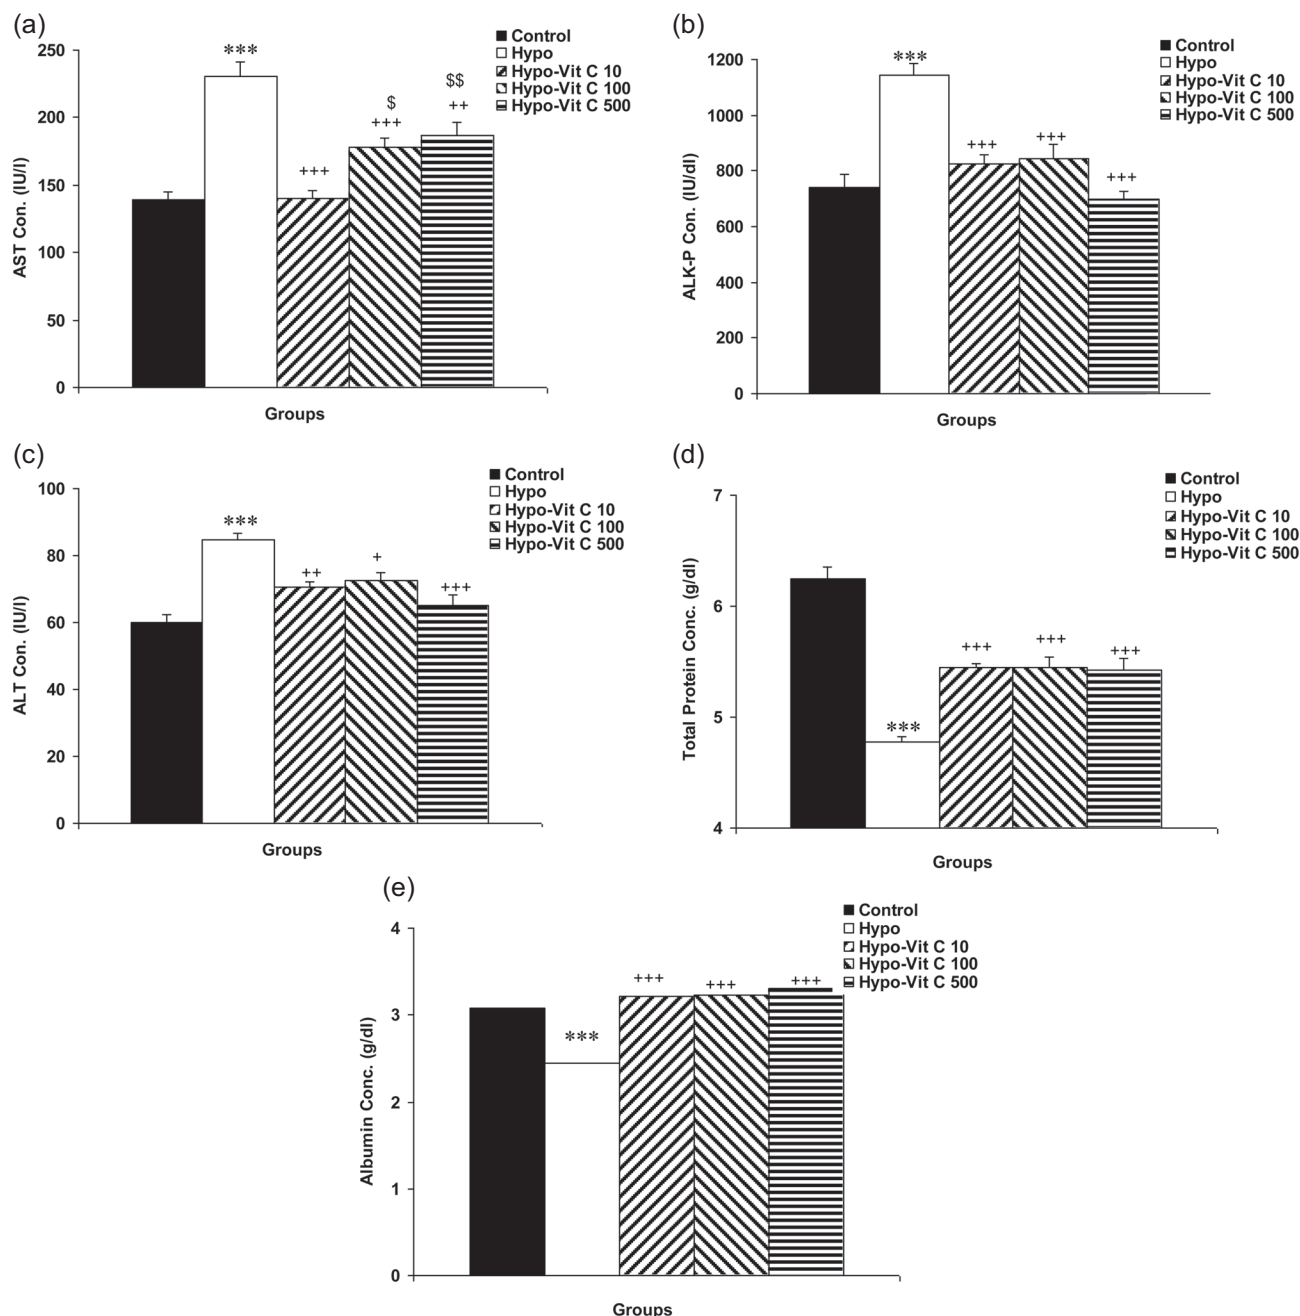 (a)
Control
Hypo
Hypo-Vit C 10
Hypo-Vit C 100
Hypo-Vit C 500
250
200
150
100
50
0
AST Con. (IU/l)
***
+++
$
+++
$$
++
Groups
(b)
Control
Hypo
Hypo-Vit C 10
Hypo-Vit C 100
Hypo-Vit C 500
1200
1000
800
600
400
200
0
ALK-P Con. (IU/dl)
***
+++
+++
+++
Groups
(c)
Control
Hypo
Hypo-Vit C 10
Hypo-Vit C 100
Hypo-Vit C 500
100
80
60
40
20
0
ALT Con. (IU/l)
***
++
+
+++
Groups
(d)
Control
Hypo
Hypo-Vit C 10
Hypo-Vit C 100
Hypo-Vit C 500
7
6
5
4
Total Protein Conc. (g/dl)
***
+++
+++
+++
Groups
(e)
Control
Hypo
Hypo-Vit C 10
Hypo-Vit C 100
Hypo-Vit C 500
4
3
2
1
0
Albumin Conc. (g/dl)
***
+++
+++
+++
Groups